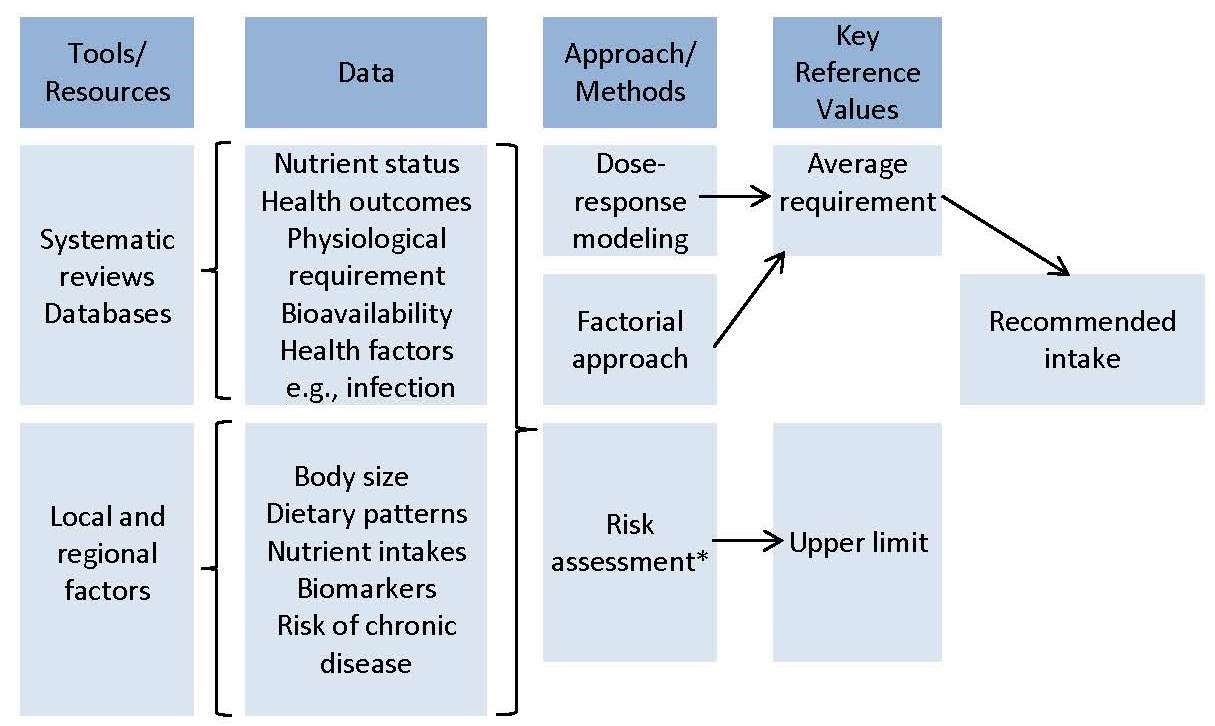 Tools/
Resources
Data
Approach/
Methods
Key
Reference
Values
Systematic
reviews
Databases
Nutrient status
Health outcomes
Physiological
requirement
Bioavailability
Health factors
e.g., infection
Dose-
response
modeling
Average
requirement
Factorial
approach
Recommended
intake
Local and
regional
factors
Body size
Dietary patterns
Nutrient intakes
Biomarkers
Risk of chronic
disease
Risk
assessment*
Upper limit